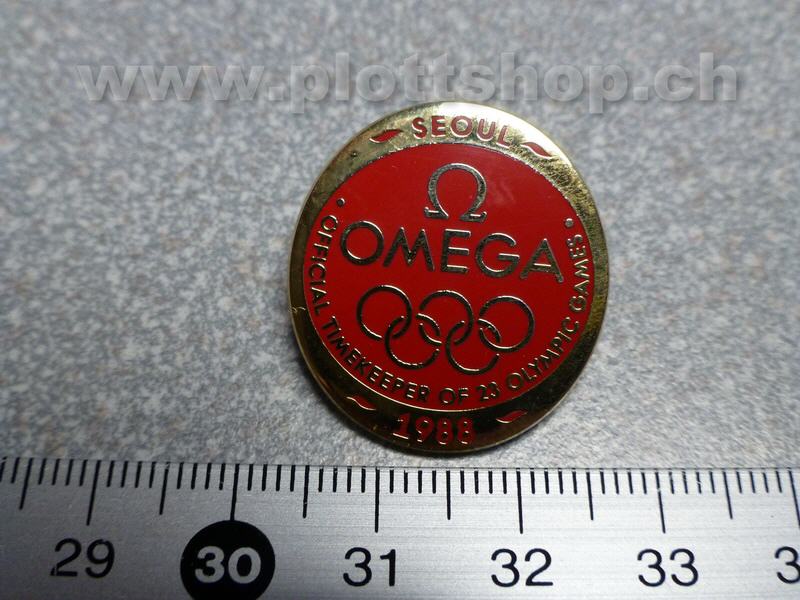 www.plottshop.ch
SEOUL
Ω
OMEGA
• OFFICIAL TIMEKEEPER OF 23 OLYMPIC GAMES •
1988
29 30 31 32 33